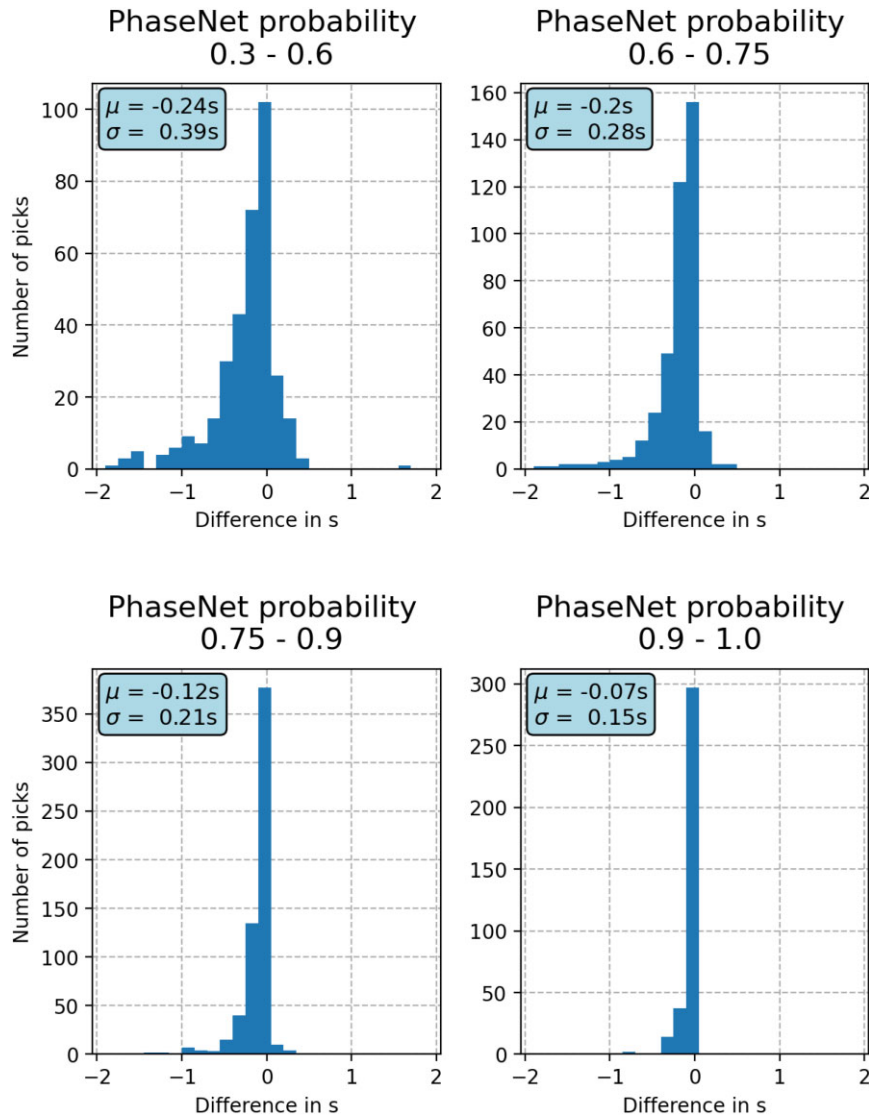 PhaseNet probability
0.3 - 0.6
μ = -0.24s
σ = 0.39s
100
80
60
40
20
0
Number of picks
−2
−1
0
1
2
Difference in s
PhaseNet probability
0.6 - 0.75
μ = -0.2s
σ = 0.28s
160
140
120
100
80
60
40
20
0
−2
−1
0
1
2
Difference in s
PhaseNet probability
0.75 - 0.9
μ = -0.12s
σ = 0.21s
350
300
250
200
150
100
50
0
Number of picks
−2
−1
0
1
2
Difference in s
PhaseNet probability
0.9 - 1.0
μ = -0.07s
σ = 0.15s
300
250
200
150
100
50
0
−2
−1
0
1
2
Difference in s